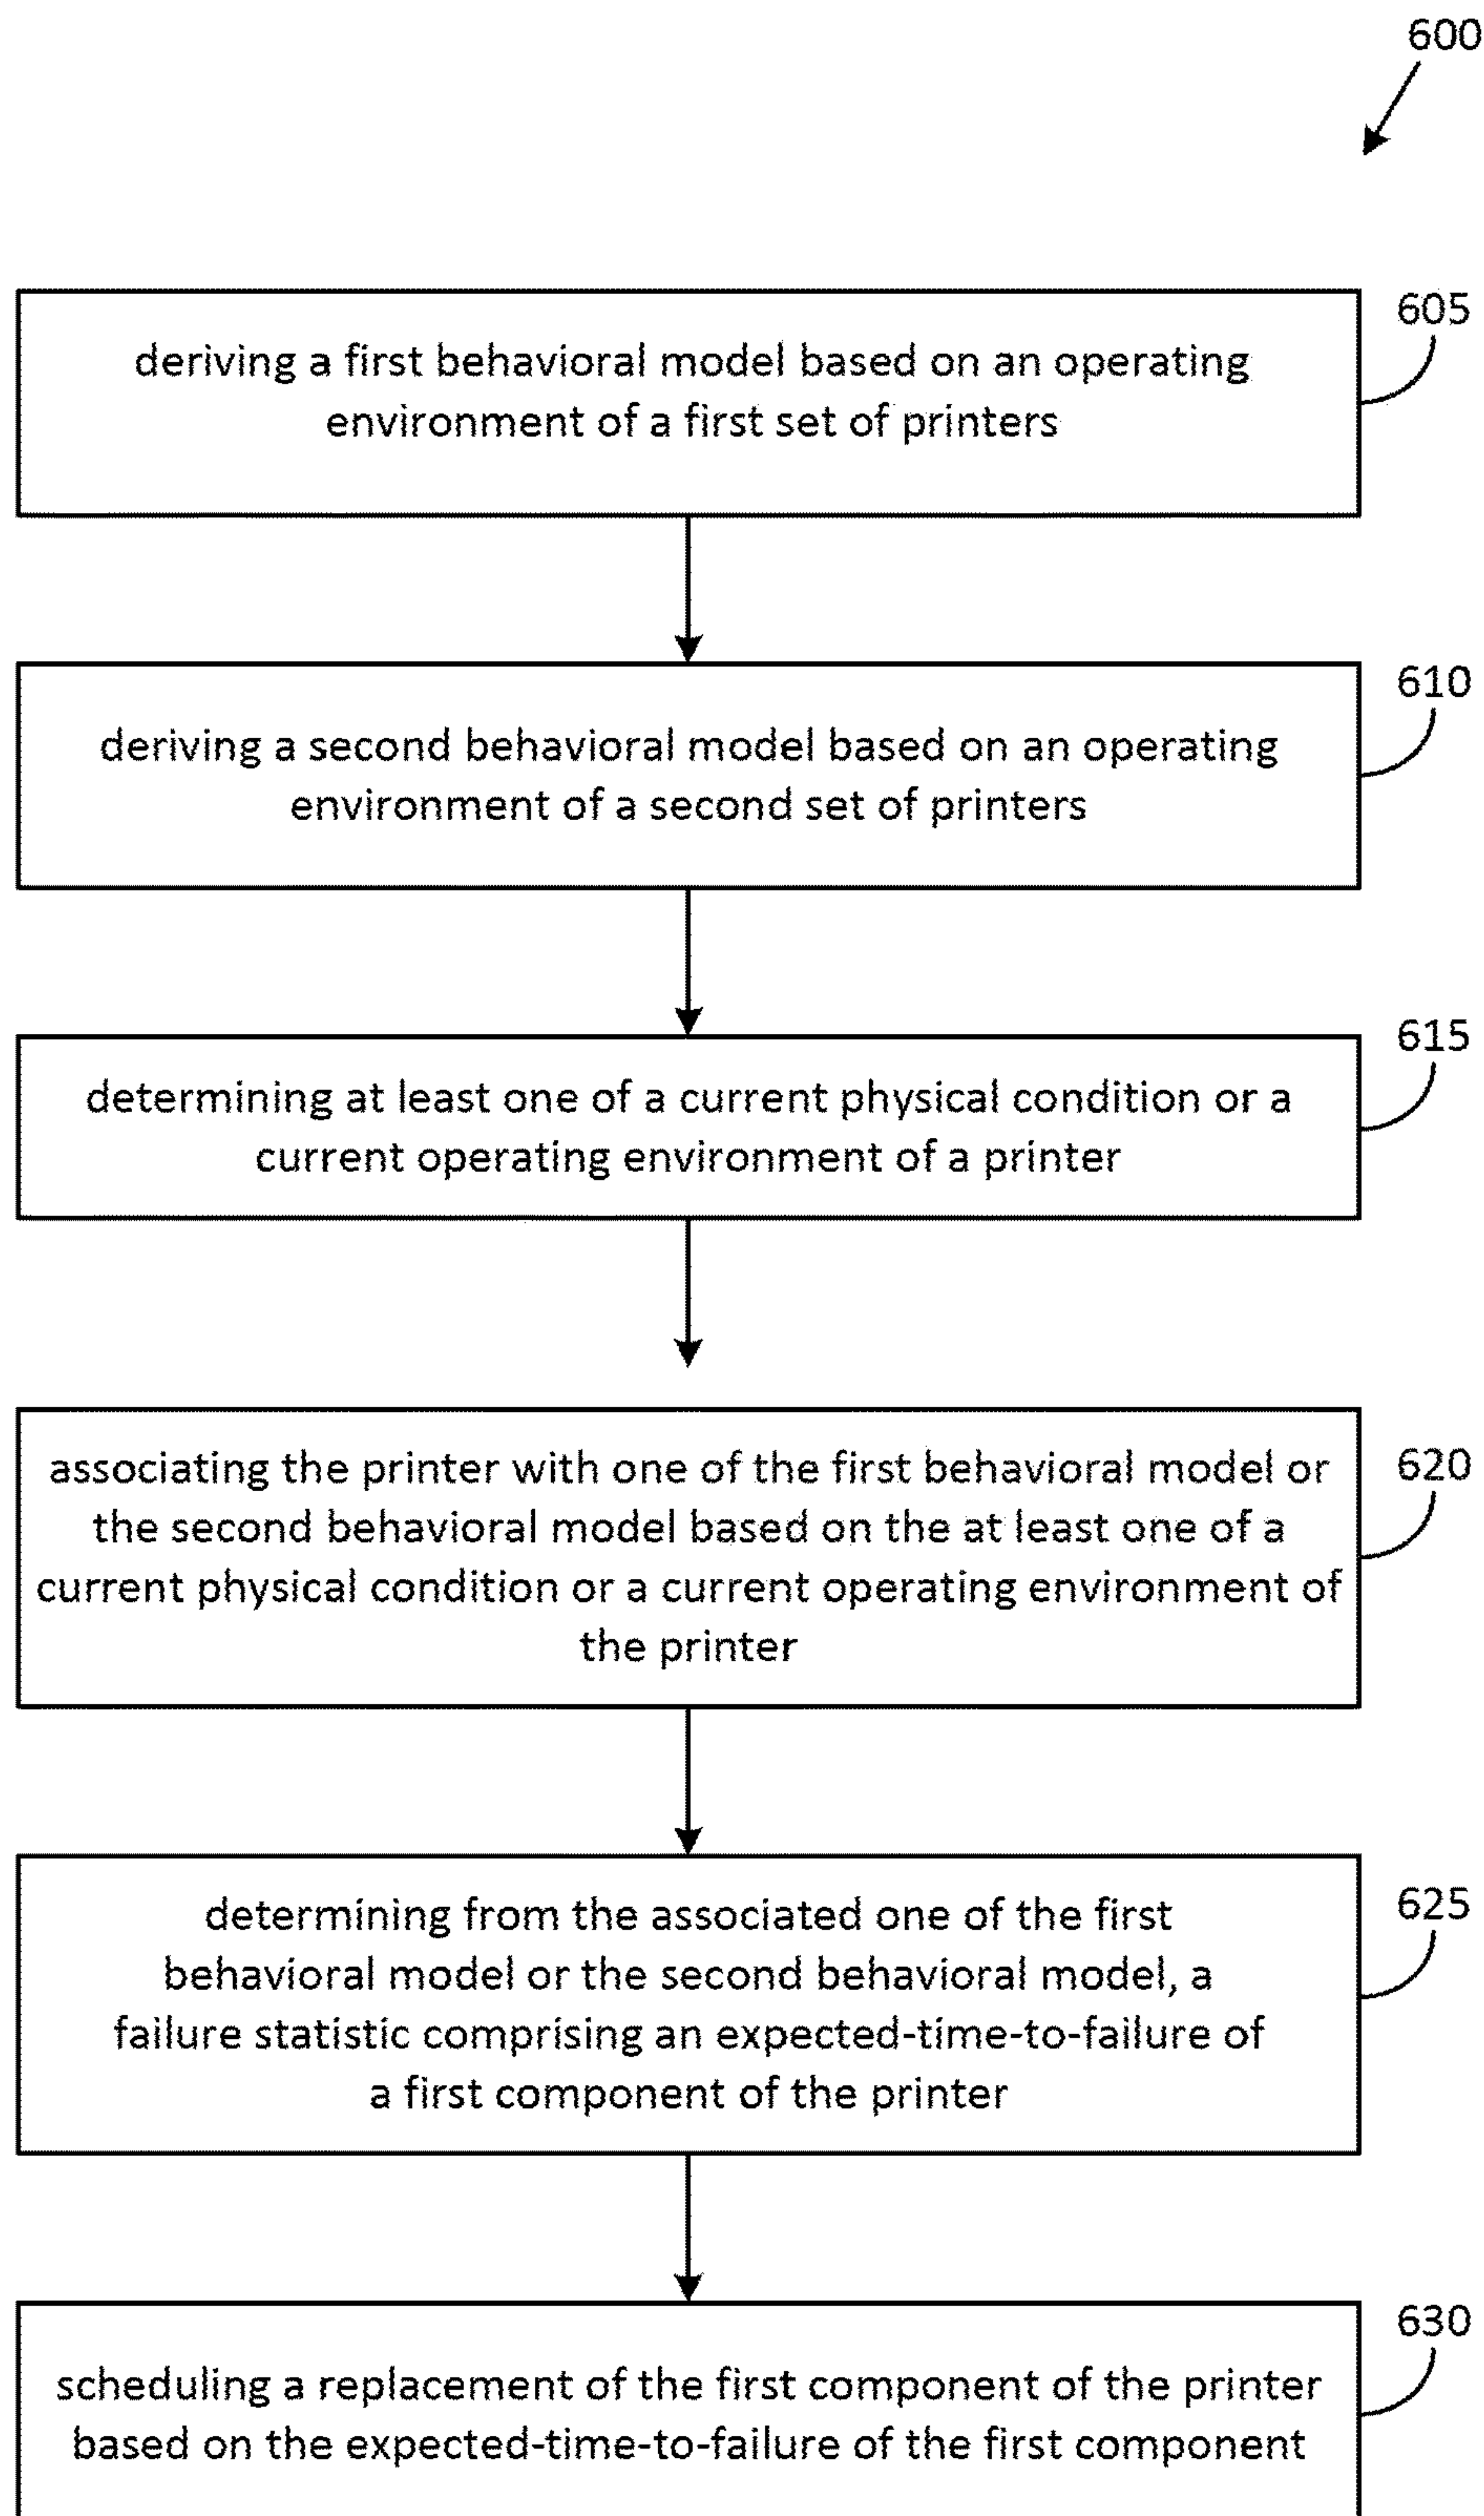 600
605
deriving a first behavioral model based on an operating
environment of a first set of printers
610
deriving a second behavioral model based on an operating
environment of a second set of printers
615
determining at least one of a current physical condition or a
current operating environment of a printer
620
associating the printer with one of the first behavioral model or
the second behavioral model based on the at least one of a
current physical condition or a current operating environment of
the printer
625
determining from the associated one of the first
behavioral model or the second behavioral model, a
failure statistic comprising an expected-time-to-failure of
a first component of the printer
630
scheduling a replacement of the first component of the printer
based on the expected-time-to-failure of the first component